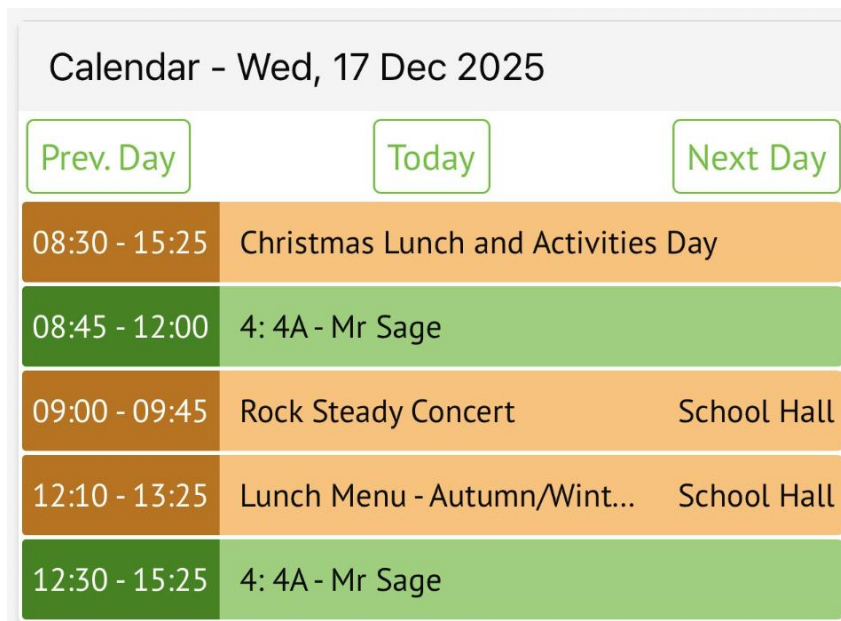 Calendar - Wed, 17 Dec 2025
Prev. Day Today Next Day
08:30 - 15:25 Christmas Lunch and Activities Day
08:45 - 12:00 4: 4A - Mr Sage
09:00 - 09:45 Rock Steady Concert School Hall
12:10 - 13:25 Lunch Menu - Autumn/Wint... School Hall
12:30 - 15:25 4: 4A - Mr Sage